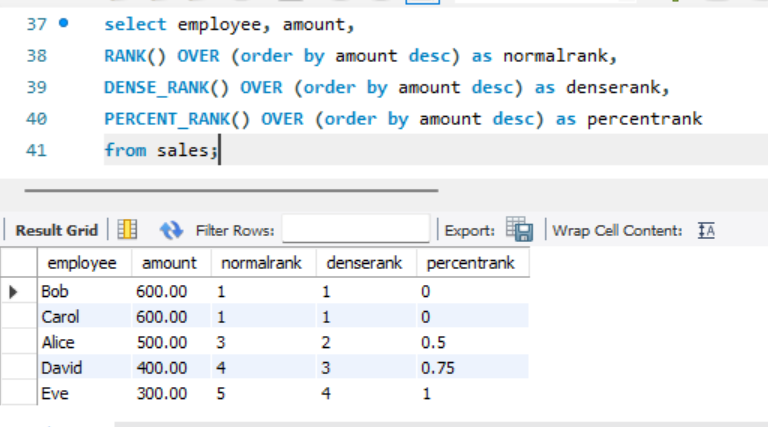 37 select employee, amount,
38 RANK() OVER (order by amount desc) as normalrank,
39 DENSE_RANK() OVER (order by amount desc) as denserank,
40 PERCENT_RANK() OVER (order by amount desc) as percentrank
41 from sales;
Result Grid Filter Rows: Export: Wrap Cell Content:
employee amount normalrank denserank percentrank
Bob 600.00 1 1 0
Carol 600.00 1 1 0
Alice 500.00 3 2 0.5
David 400.00 4 3 0.75
Eve 300.00 5 4 1